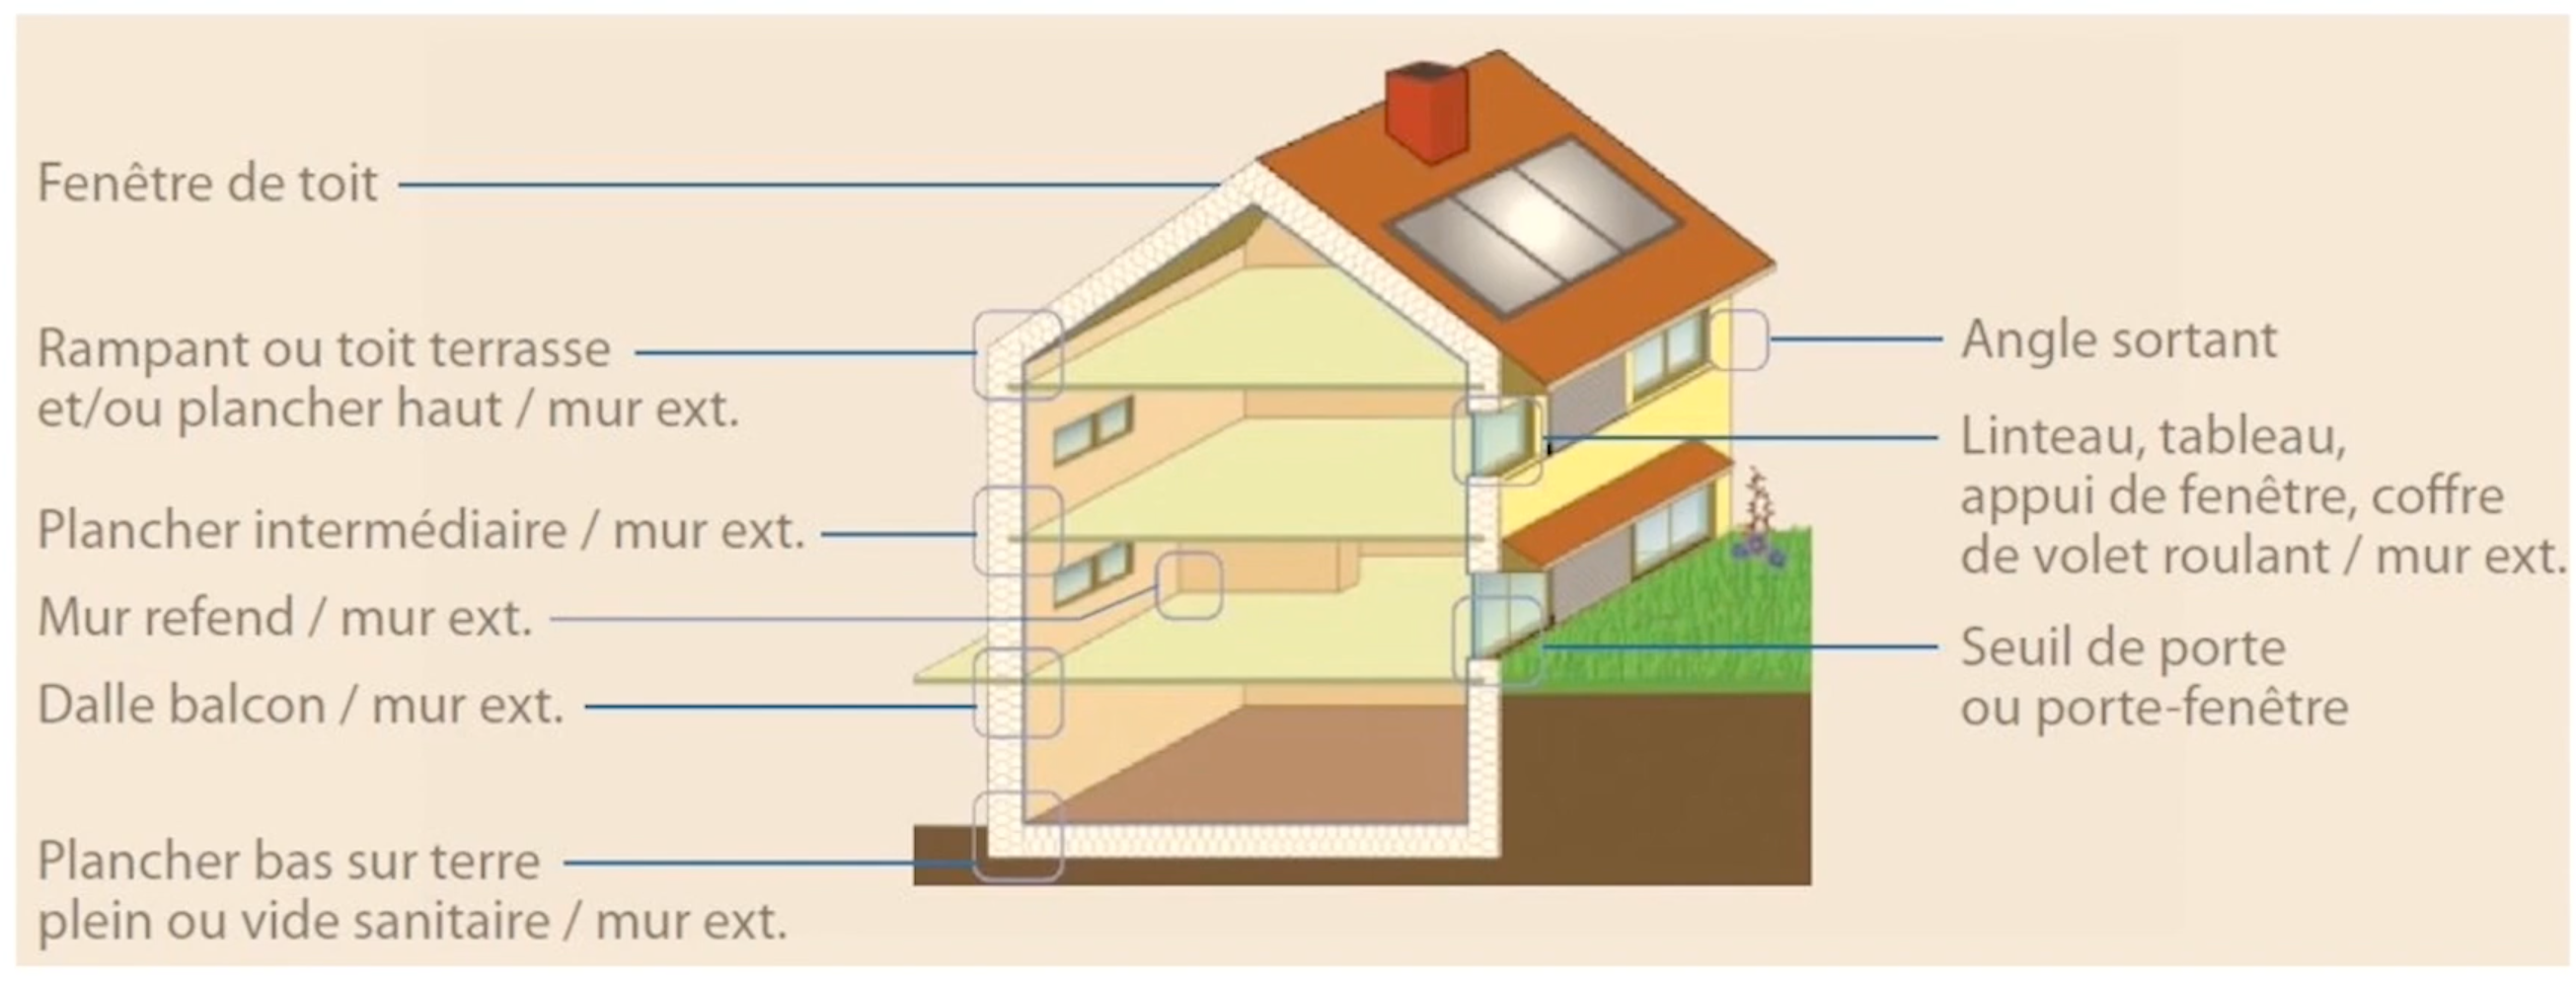 Fenêtre de toit
Rampant ou toit terrasse
et/ou plancher haut / mur ext.
Plancher intermédiaire / mur ext.
Mur refend / mur ext.
Dalle balcon / mur ext.
Plancher bas sur terre
plein ou vide sanitaire / mur ext.
Angle sortant
Linteau, tableau,
appui de fenêtre, coffre
de volet roulant / mur ext.
Seuil de porte
ou porte-fenêtre